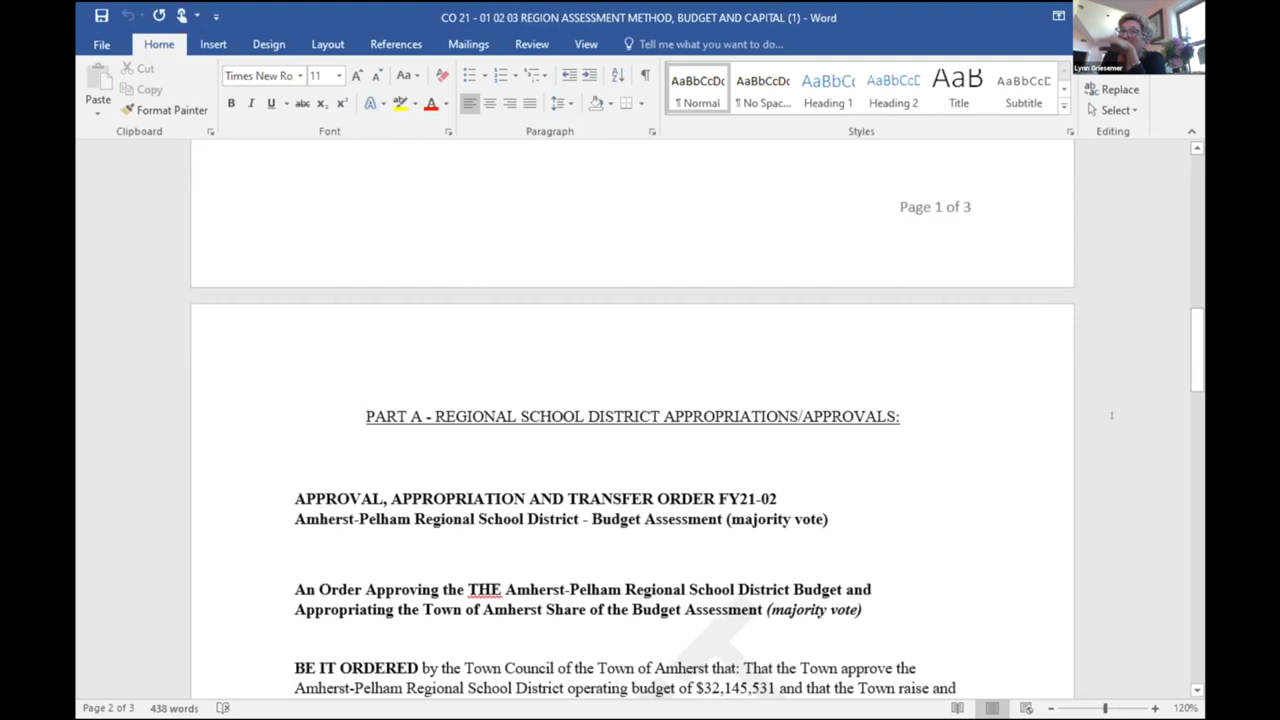 CO 21 - 01 02 03 REGION ASSESSMENT METHOD, BUDGET AND CAPITAL (1) - Word
File Home Insert Design Layout References Mailings Review View Tell me what you want to do...
Lynn Griesemer
Paste
Cut
Copy
Format Painter
Clipboard
Times New Ro 11
Font
Paragraph
AaBbCcDc AaBbCcDc AaBbCc AaBbCcD AaB AaBbCcD
¶ Normal ¶ No Spac... Heading 1 Heading 2 Title Subtitle
Styles
Replace
Select
Editing
Page 1 of 3
PART A - REGIONAL SCHOOL DISTRICT APPROPRIATIONS/APPROVALS:
APPROVAL, APPROPRIATION AND TRANSFER ORDER FY21-02
Amherst-Pelham Regional School District - Budget Assessment (majority vote)
An Order Approving the THE Amherst-Pelham Regional School District Budget and
Appropriating the Town of Amherst Share of the Budget Assessment (majority vote)
BE IT ORDERED by the Town Council of the Town of Amherst that: That the Town approve the
Amherst-Pelham Regional School District operating budget of $32,145,531 and that the Town raise and
Page 2 of 3 438 words 120%